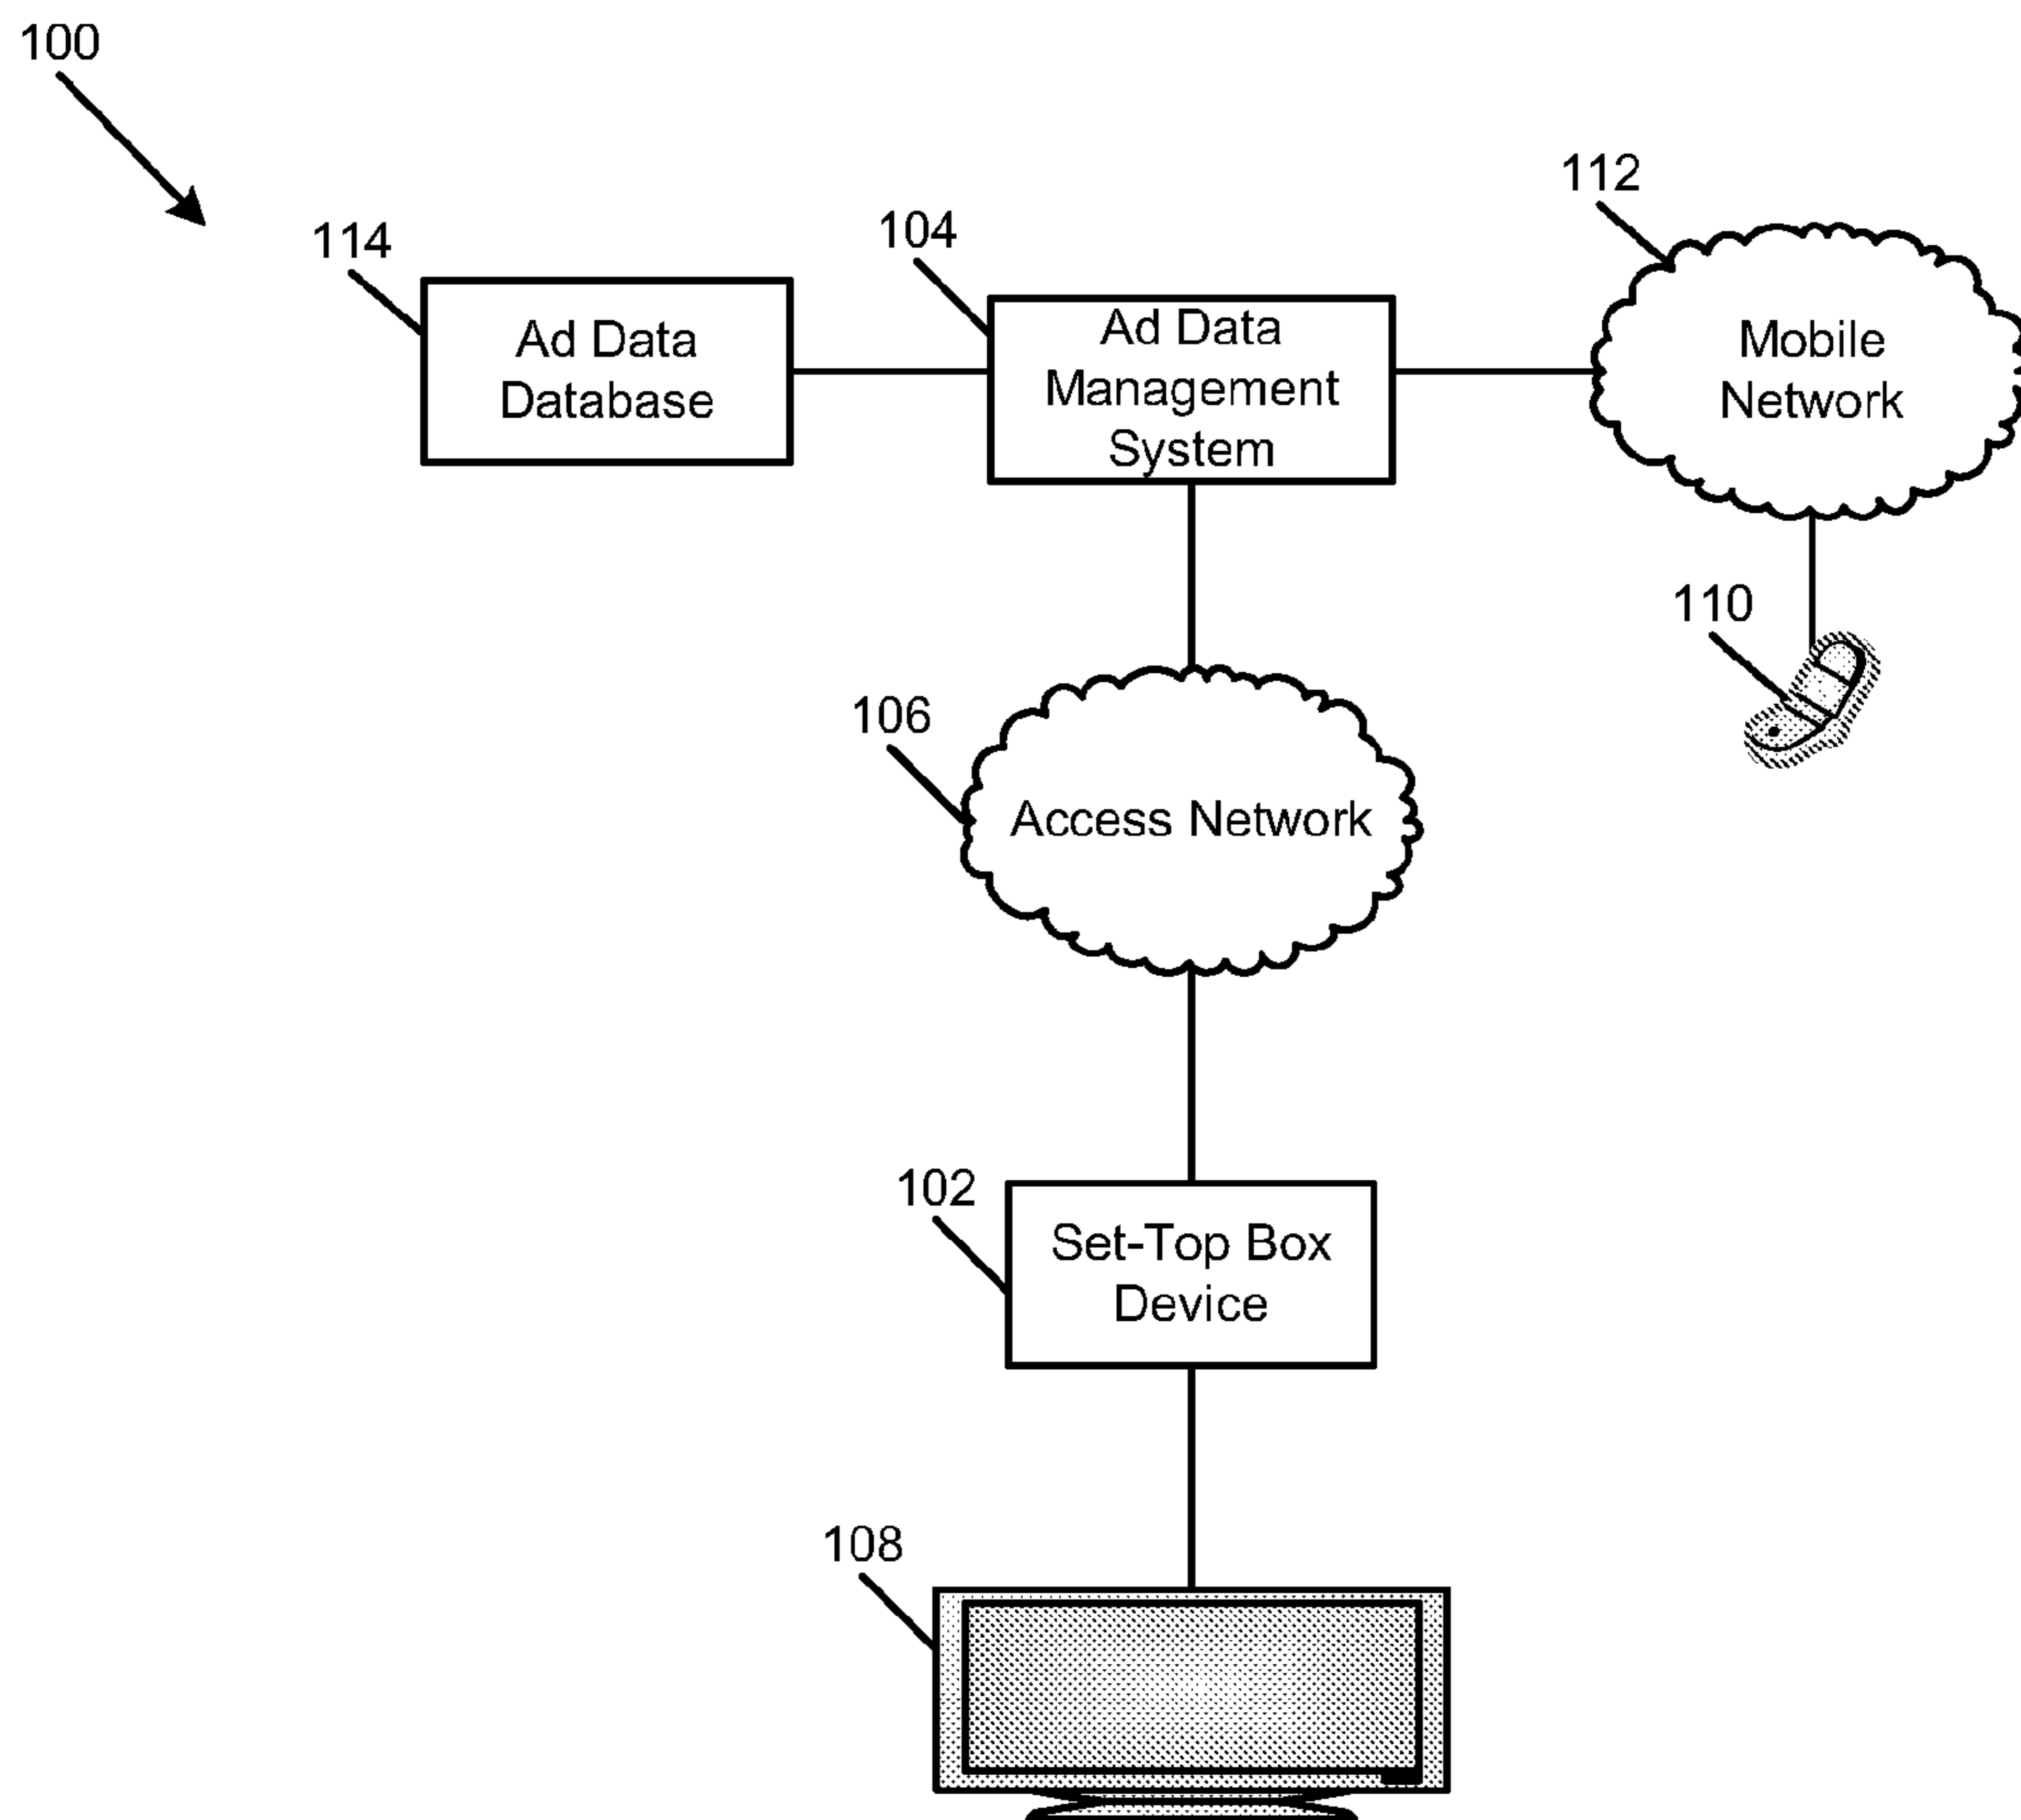 100
112
114
104
Ad Data
Database
Ad Data
Management
System
Mobile
Network
110
106
Access Network
102
Set-Top Box
Device
108